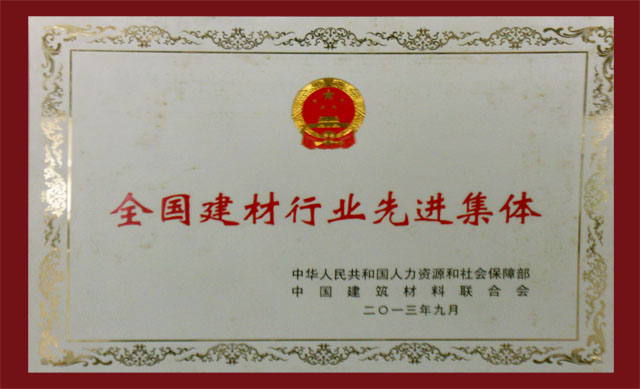 全国建材行业先进集体
中华人民共和国人力资源和社会保障部
中国建筑材料联合会
二〇一三年九月